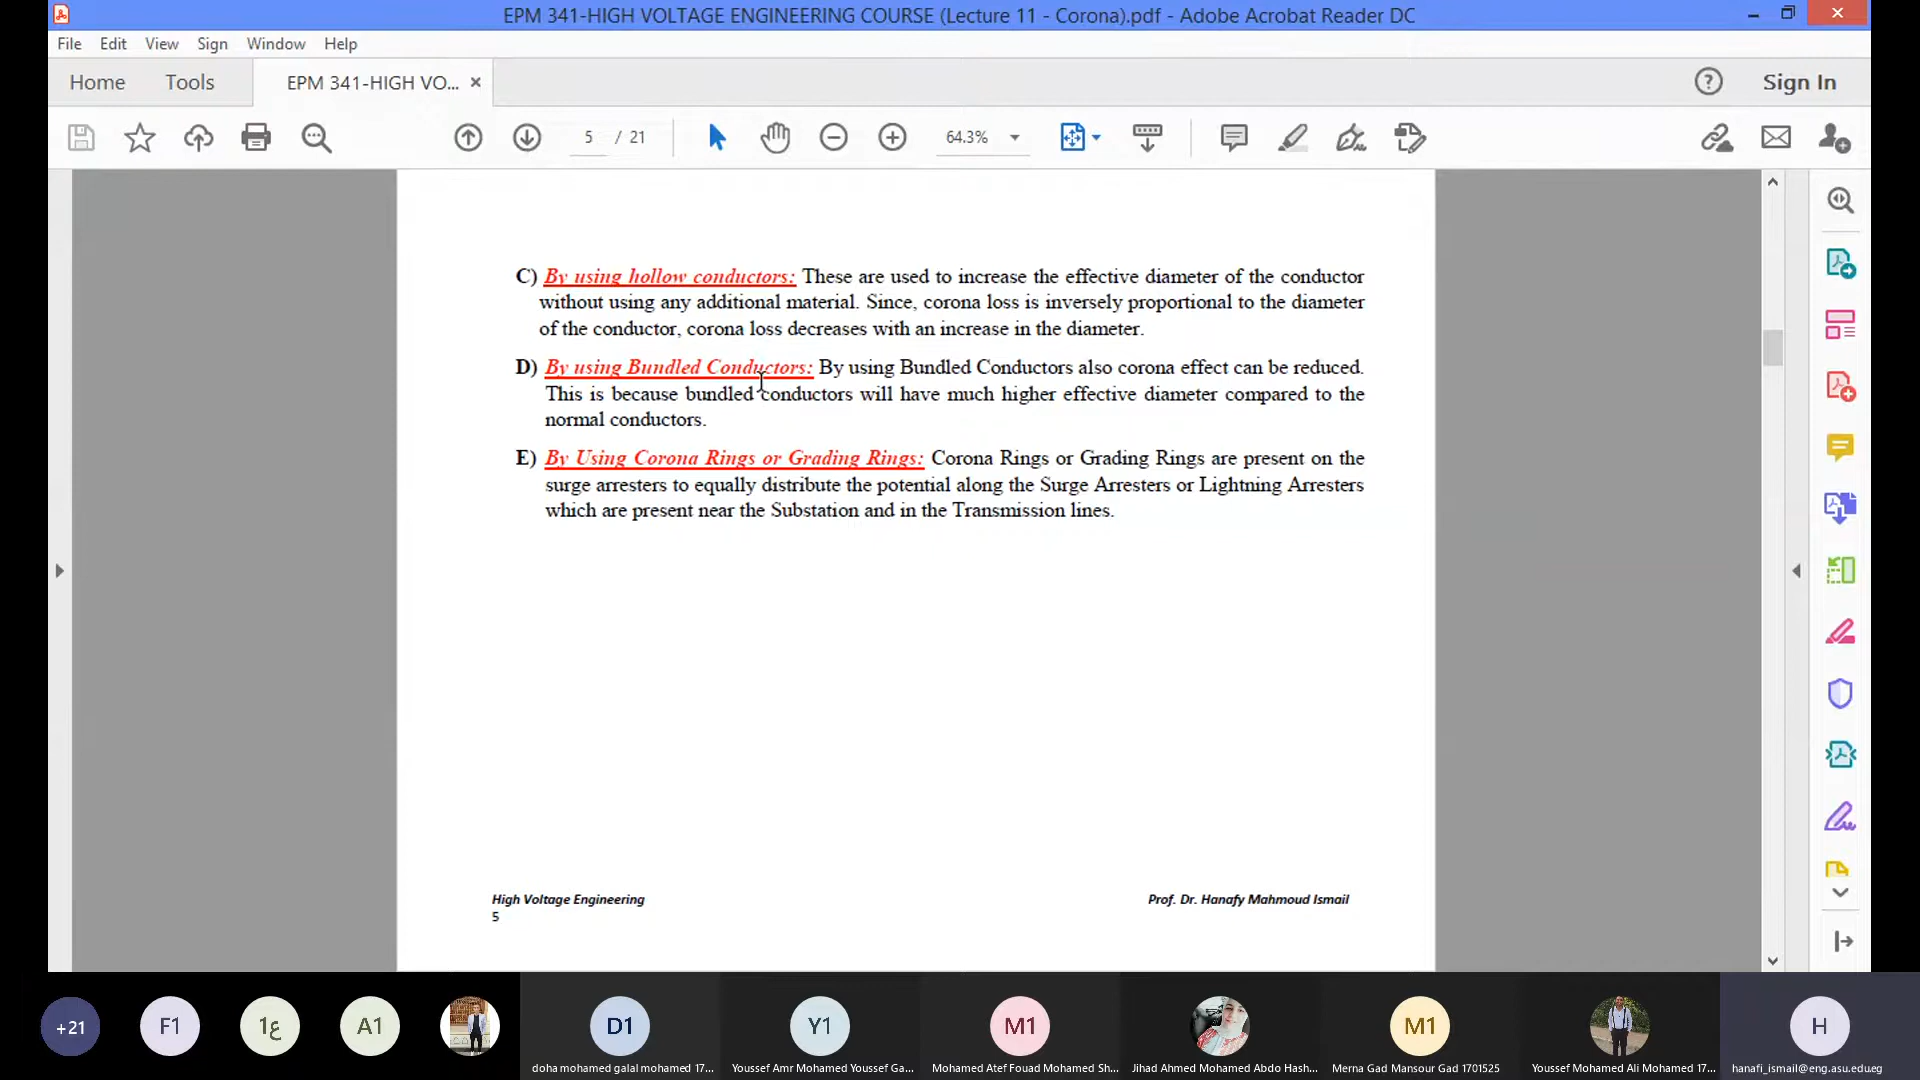 EPM 341-HIGH VOLTAGE ENGINEERING COURSE (Lecture 11 - Corona).pdf - Adobe Acrobat Reader DC
File Edit View Sign Window Help
Home Tools EPM 341-HIGH VO... Sign In
5 / 21 64.3%
C) By using hollow conductors: These are used to increase the effective diameter of the conductor
without using any additional material. Since, corona loss is inversely proportional to the diameter
of the conductor, corona loss decreases with an increase in the diameter.
D) By using Bundled Conductors: By using Bundled Conductors also corona effect can be reduced.
This is because bundled conductors will have much higher effective diameter compared to the
normal conductors.
E) By Using Corona Rings or Grading Rings: Corona Rings or Grading Rings are present on the
surge arresters to equally distribute the potential along the Surge Arresters or Lightning Arresters
which are present near the Substation and in the Transmission lines.
High Voltage Engineering Prof. Dr. Hanafy Mahmoud Ismail
5
+21 F1 ع1 A1 D1 Y1 M1 M1 H
doha mohamed galal mohamed 17... Youssef Amr Mohamed Youssef Ga... Mohamed Atef Fouad Mohamed Sh... Jihad Ahmed Mohamed Abdo Hash... Merna Gad Mansour Gad 1701525 Youssef Mohamed Ali Mohamed 17... hanafi_ismail@eng.asu.edu.eg